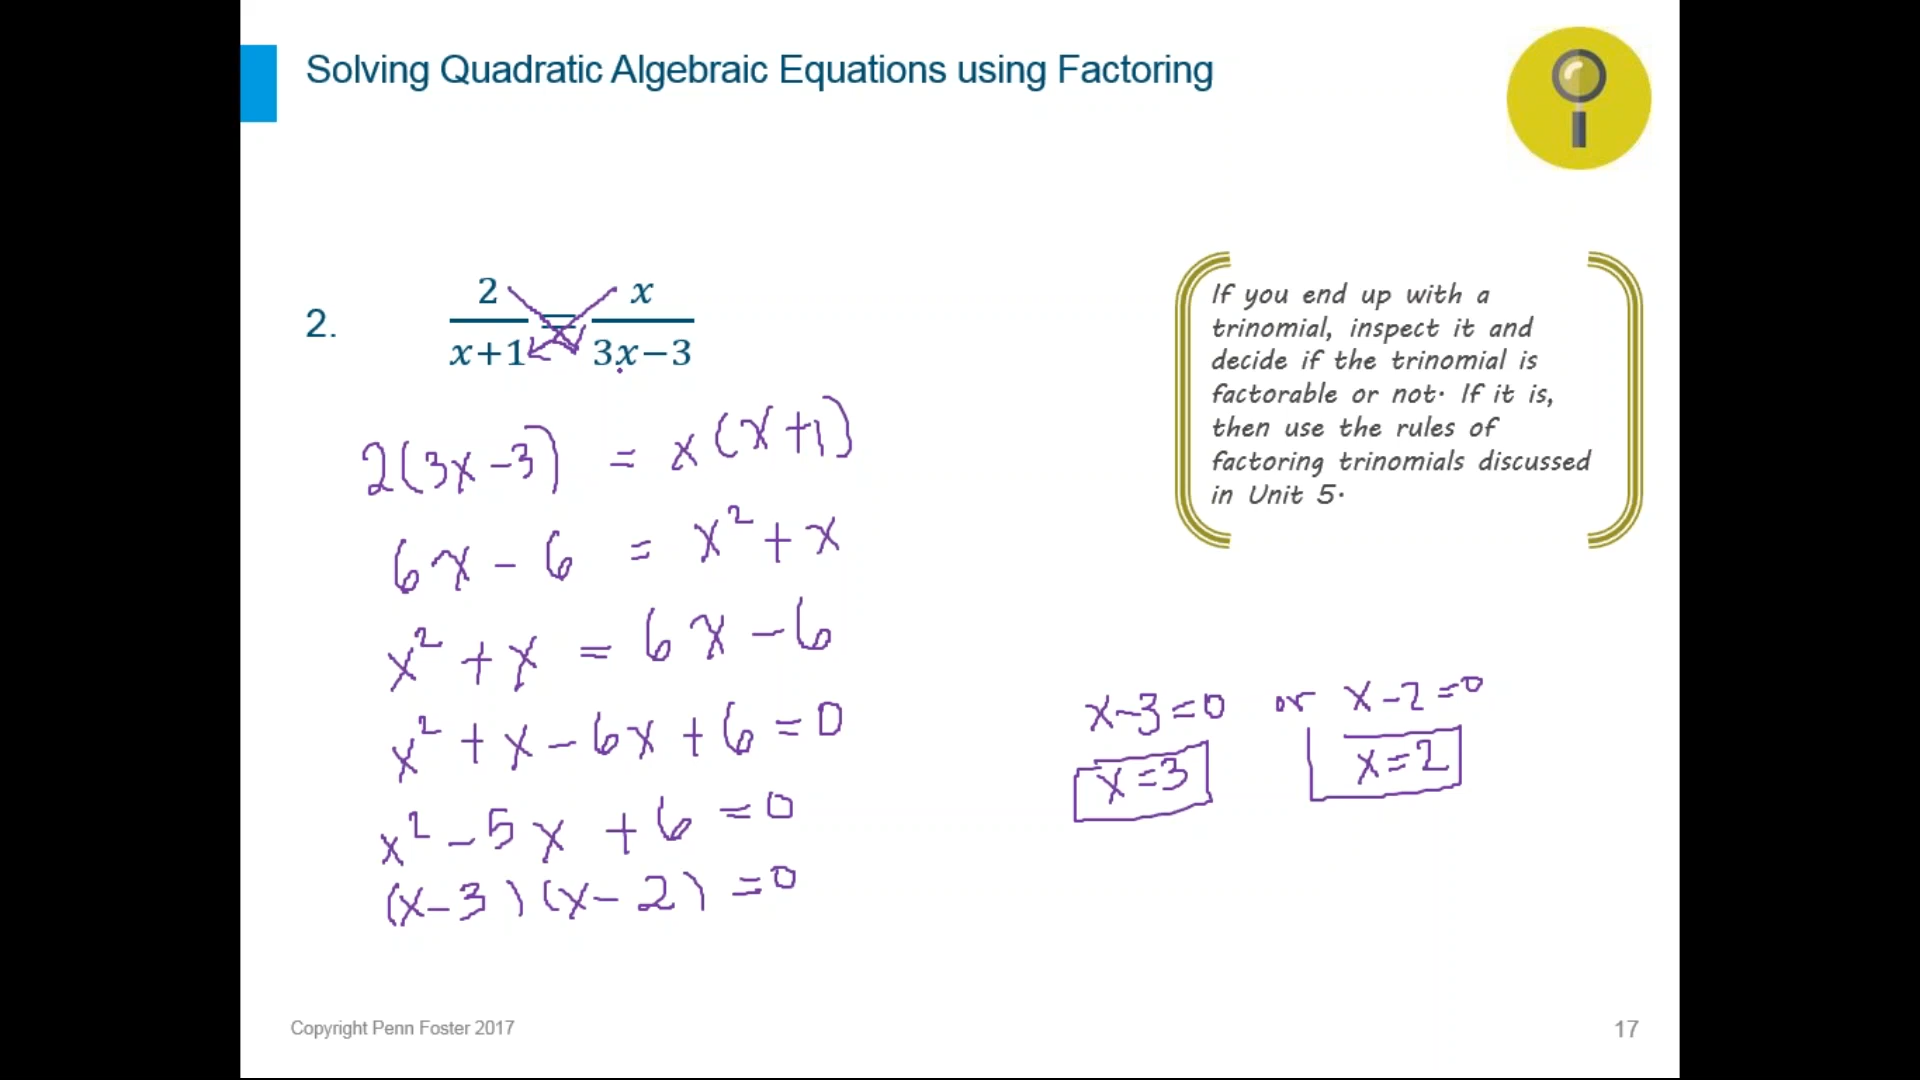 Solving Quadratic Algebraic Equations using Factoring
2.
2/(x+1) = x/(3x−3)
If you end up with a
trinomial, inspect it and
decide if the trinomial is
factorable or not. If it is,
then use the rules of
factoring trinomials discussed
in Unit 5.
2(3x-3) = x(x+1)
6x - 6 = x² + x
x² + x = 6x - 6
x² + x - 6x + 6 = 0
x² - 5x + 6 = 0
(x-3)(x-2) = 0
x-3=0 or x-2=0
x=3 x=2
Copyright Penn Foster 2017
17